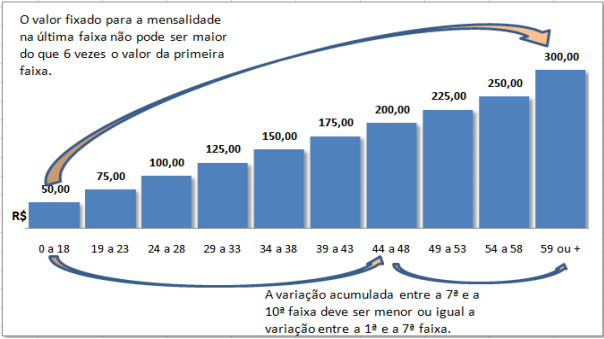 O valor fixado para a mensalidade
na última faixa não pode ser maior
do que 6 vezes o valor da primeira
faixa.
300,00
250,00
225,00
200,00
175,00
150,00
125,00
100,00
75,00
50,00
R$
0 a 18 19 a 23 24 a 28 29 a 33 34 a 38 39 a 43 44 a 48 49 a 53 54 a 58 59 ou +
A variação acumulada entre a 7ª e a
10ª faixa deve ser menor ou igual a
variação entre a 1ª e a 7ª faixa.